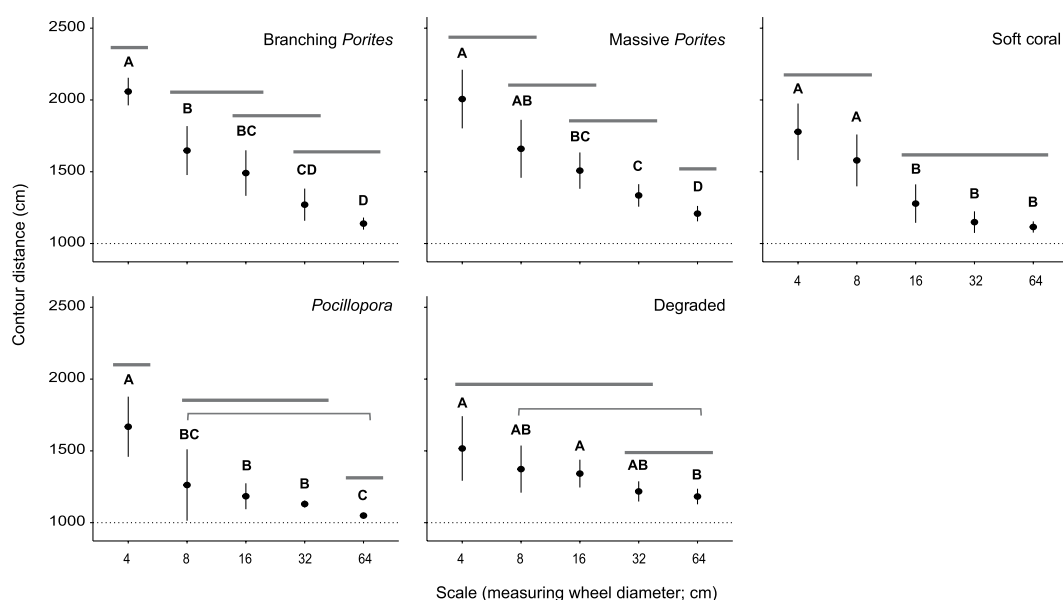 Contour distance (cm)
Branching Porites
2500
2000
1500
1000
A
B
BC
CD
D
Massive Porites
A
AB
BC
C
D
Soft coral
A
A
B
B
B
4 8 16 32 64
Pocillopora
2500
2000
1500
1000
A
BC
B
B
C
4 8 16 32 64
Degraded
A
AB
A
AB
B
4 8 16 32 64
Scale (measuring wheel diameter; cm)